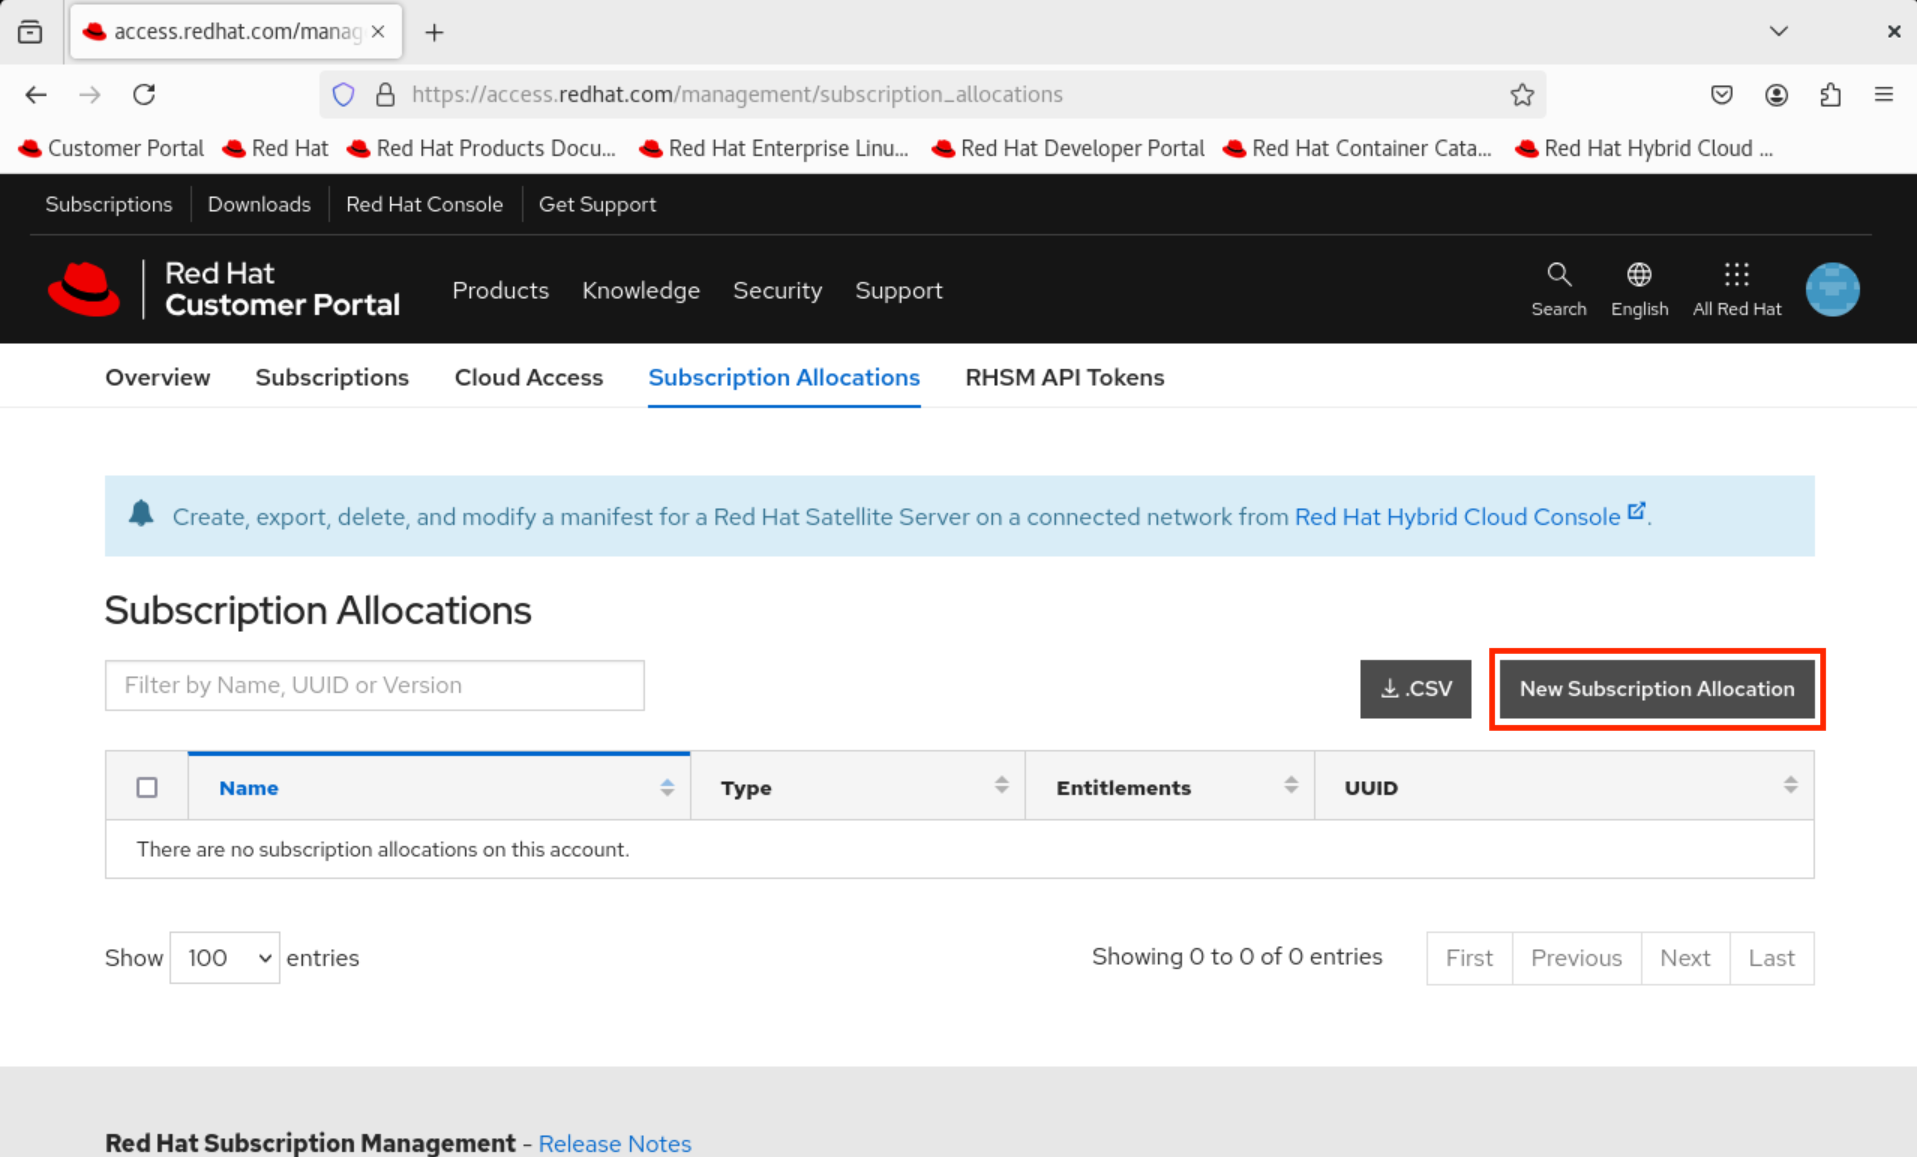 access.redhat.com/manag
https://access.redhat.com/management/subscription_allocations
Customer Portal Red Hat Red Hat Products Docu... Red Hat Enterprise Linu... Red Hat Developer Portal Red Hat Container Cata... Red Hat Hybrid Cloud ...
Subscriptions Downloads Red Hat Console Get Support
Red Hat
Customer Portal
Products Knowledge Security Support
Search English All Red Hat
Overview Subscriptions Cloud Access Subscription Allocations RHSM API Tokens
Create, export, delete, and modify a manifest for a Red Hat Satellite Server on a connected network from Red Hat Hybrid Cloud Console .
Subscription Allocations
Filter by Name, UUID or Version
.CSV New Subscription Allocation
Name Type Entitlements UUID
There are no subscription allocations on this account.
Show 100 entries Showing 0 to 0 of 0 entries First Previous Next Last
Red Hat Subscription Management - Release Notes